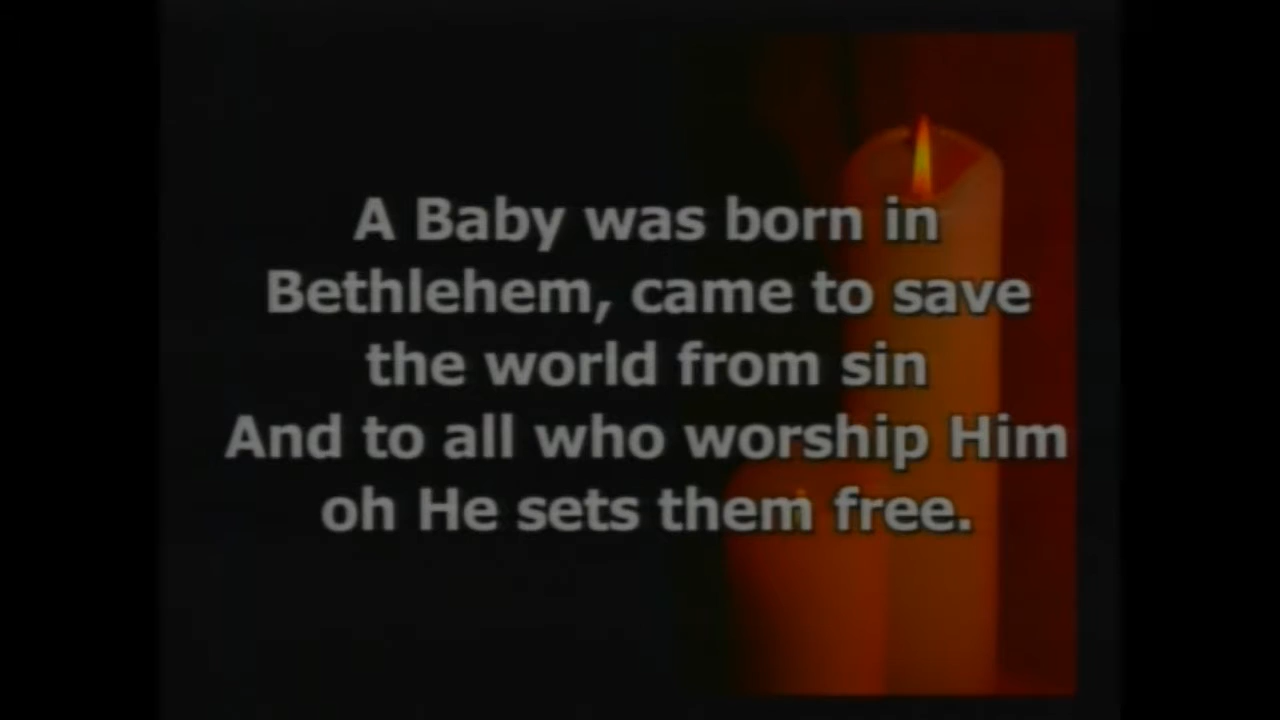 A Baby was born in
Bethlehem, came to save
the world from sin
And to all who worship Him
oh He sets them free.